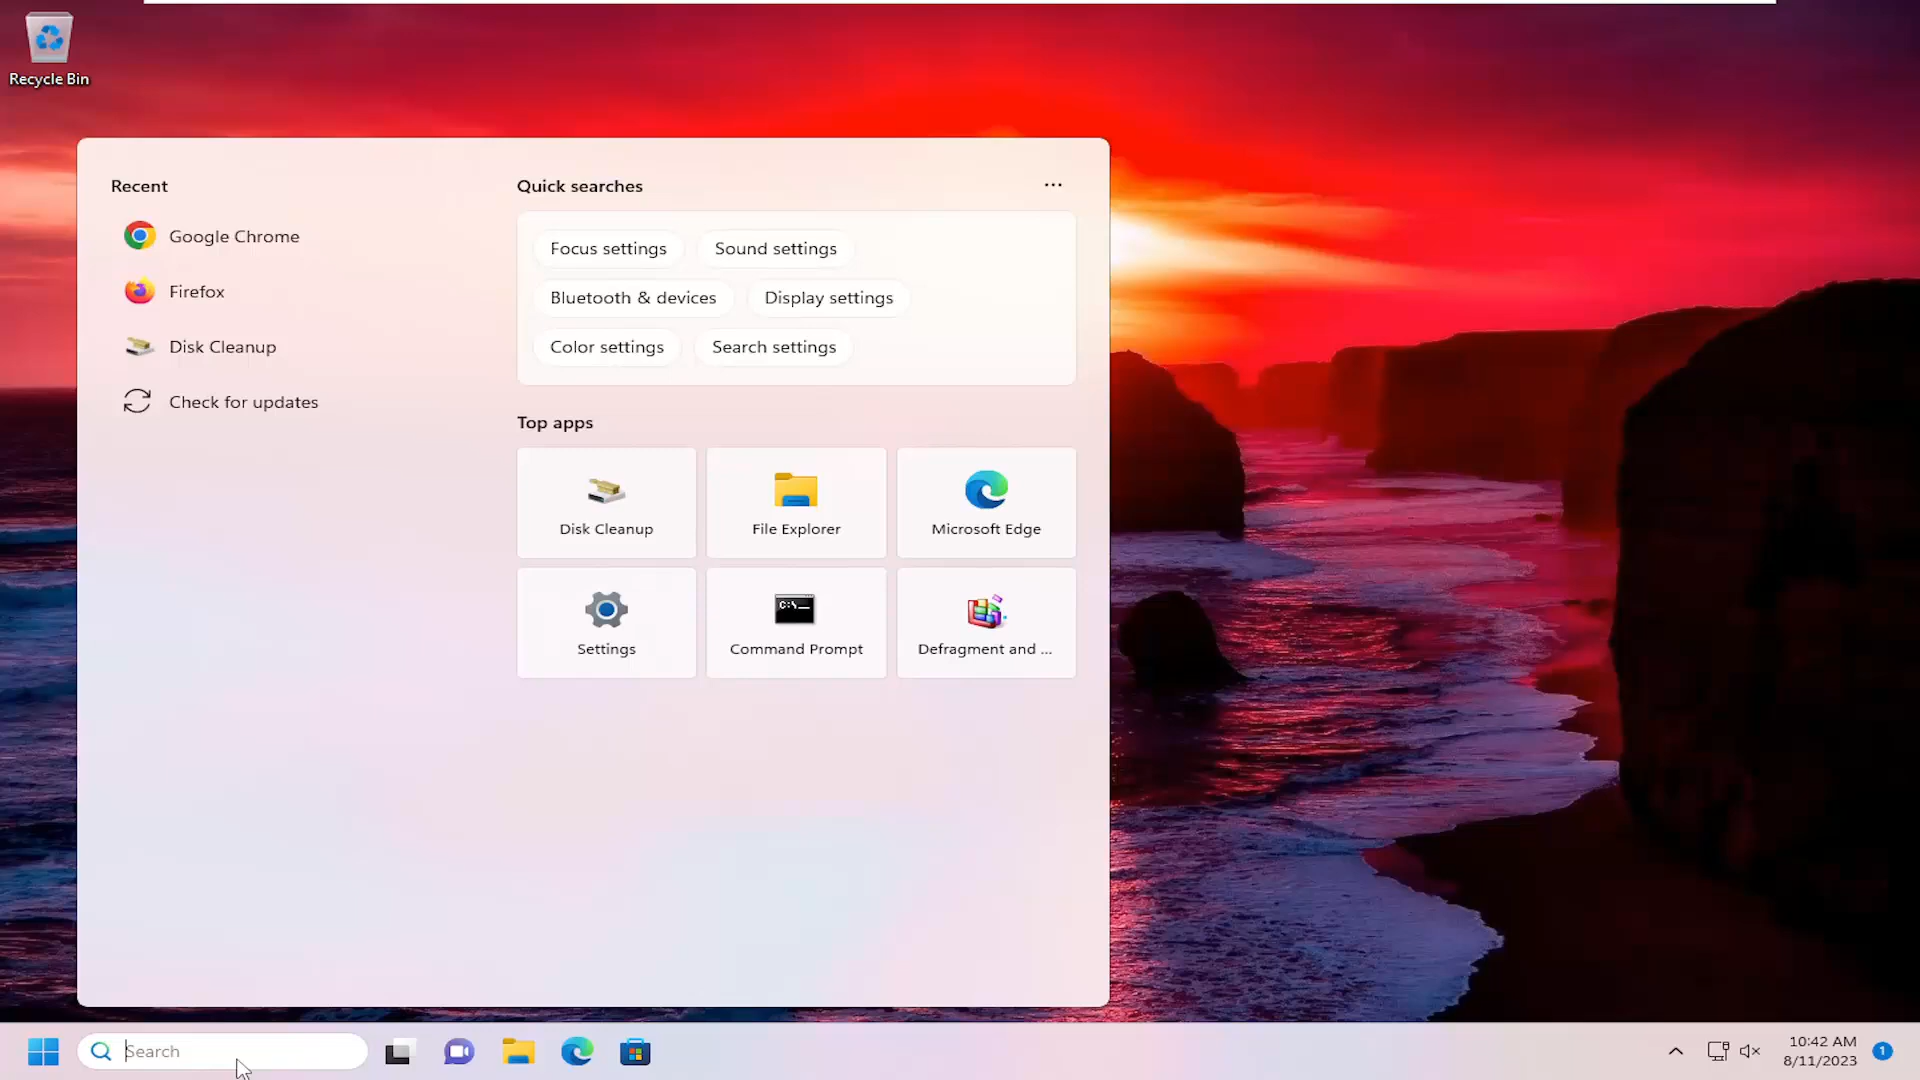 Recycle Bin
Recent
Google Chrome
Firefox
Disk Cleanup
Check for updates
Quick searches
Focus settings
Sound settings
Bluetooth & devices
Display settings
Color settings
Search settings
Top apps
Disk Cleanup
File Explorer
Microsoft Edge
C:\_
Settings
Command Prompt
Defragment and ...
Search
10:42 AM
8/11/2023
1